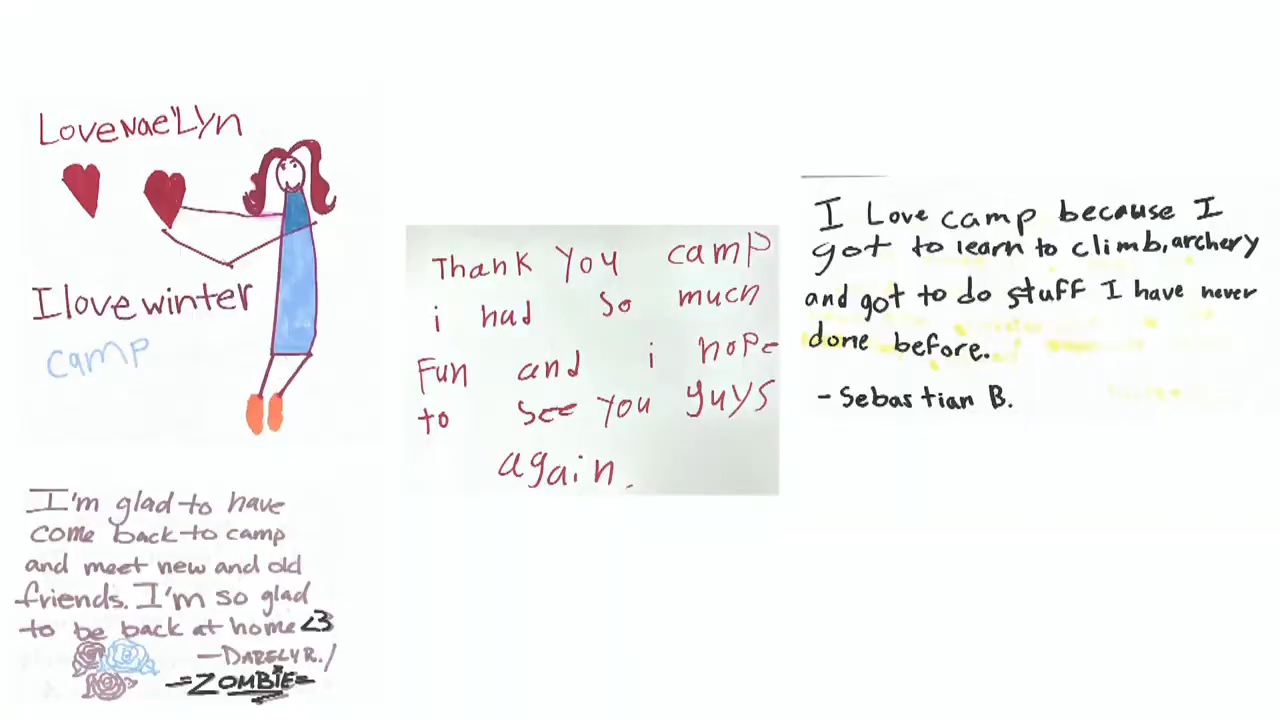 Love Nae'Lyn
I love winter
camp
I'm glad to have
come back to camp
and meet new and old
friends. I'm so glad
to be back at home <3
- DARELY R. /
=ZOMBIE=
Thank You camp
i had so much
Fun and i hope
to see you guys
again.
I Love camp because I
got to learn to climb, archery
and got to do stuff I have never
done before.
- Sebastian B.